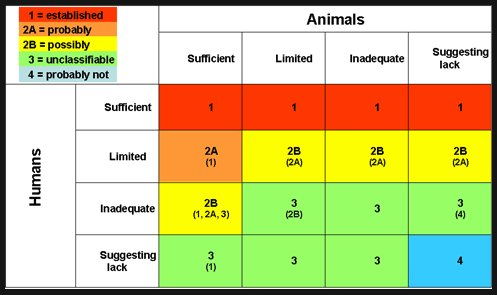 1 = established
2A = probably
2B = possibly
3 = unclassifiable
4 = probably not
Animals
Sufficient Limited Inadequate Suggesting
lack
Humans
Sufficient 1 1 1 1
Limited 2A 2B 2B 2B
(1) (2A) (2A) (2A)
Inadequate 2B 3 3 3
(1, 2A, 3) (2B) (4)
Suggesting
lack 3 3 3 4
(1)